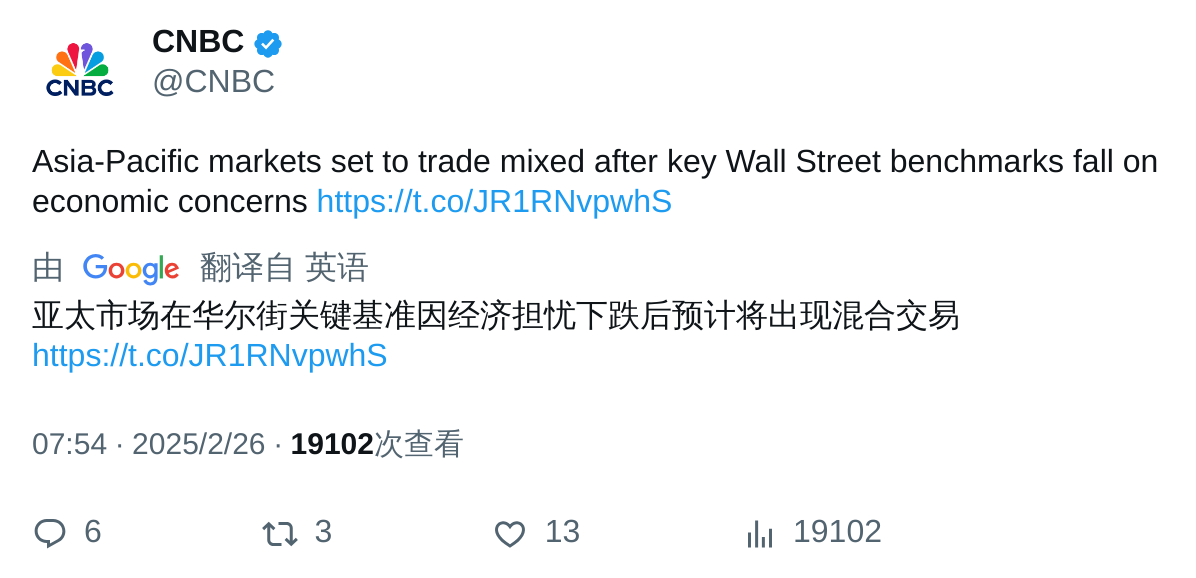 CNBC
@CNBC
CNBC
Asia-Pacific markets set to trade mixed after key Wall Street benchmarks fall on
economic concerns https://t.co/JR1RNvpwhS
由 Google 翻译自 英语
亚太市场在华尔街关键基准因经济担忧下跌后预计将出现混合交易
https://t.co/JR1RNvpwhS
07:54 · 2025/2/26 · 19102次查看
6 3 13 19102